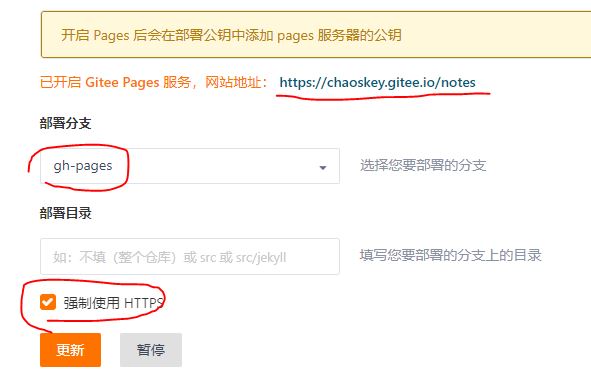 开启 Pages 后会在部署公钥中添加 pages 服务器的公钥
已开启 Gitee Pages 服务，网站地址： https://chaoskey.gitee.io/notes
部署分支
gh-pages 选择您要部署的分支
部署目录
如：不填（整个仓库）或 src 或 src/jekyll 填写您要部署的分支上的目录
强制使用 HTTPS
更新 暂停